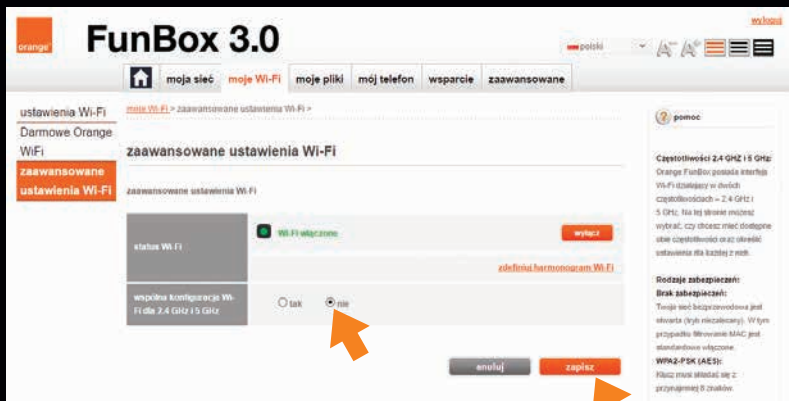 orange
FunBox 3.0
wyloguj
polski
A- A+
moja sieć moje Wi-Fi moje pliki mój telefon wsparcie zaawansowane
ustawienia Wi-Fi
Darmowe Orange
WiFi
zaawansowane
ustawienia Wi-Fi
moje Wi-Fi > zaawansowane ustawienia Wi-Fi >
zaawansowane ustawienia Wi-Fi
zaawansowane ustawienia Wi-Fi
status Wi-Fi
Wi-Fi włączone
wyłącz
zdefiniuj harmonogram Wi-Fi
wspólna konfiguracja Wi-
Fi dla 2.4 GHz i 5 GHz
tak nie
anuluj zapisz
pomoc
Częstotliwości 2.4 GHZ i 5 GHz:
Orange FunBox posiada interfejs
Wi-Fi działający w dwóch
częstotliwościach – 2.4 GHz i
5 GHz. Na tej stronie możesz
wybrać, czy chcesz mieć dostępne
obie częstotliwości oraz określić
ustawienia dla każdej z nich.
Rodzaje zabezpieczeń:
Brak zabezpieczeń:
Twoja sieć bezprzewodowa jest
otwarta (tryb niezalecany). W tym
przypadku filtrowanie MAC jest
standardowo włączone.
WPA2-PSK (AES):
Klucz musi składać się z
przynajmniej 8 znaków.